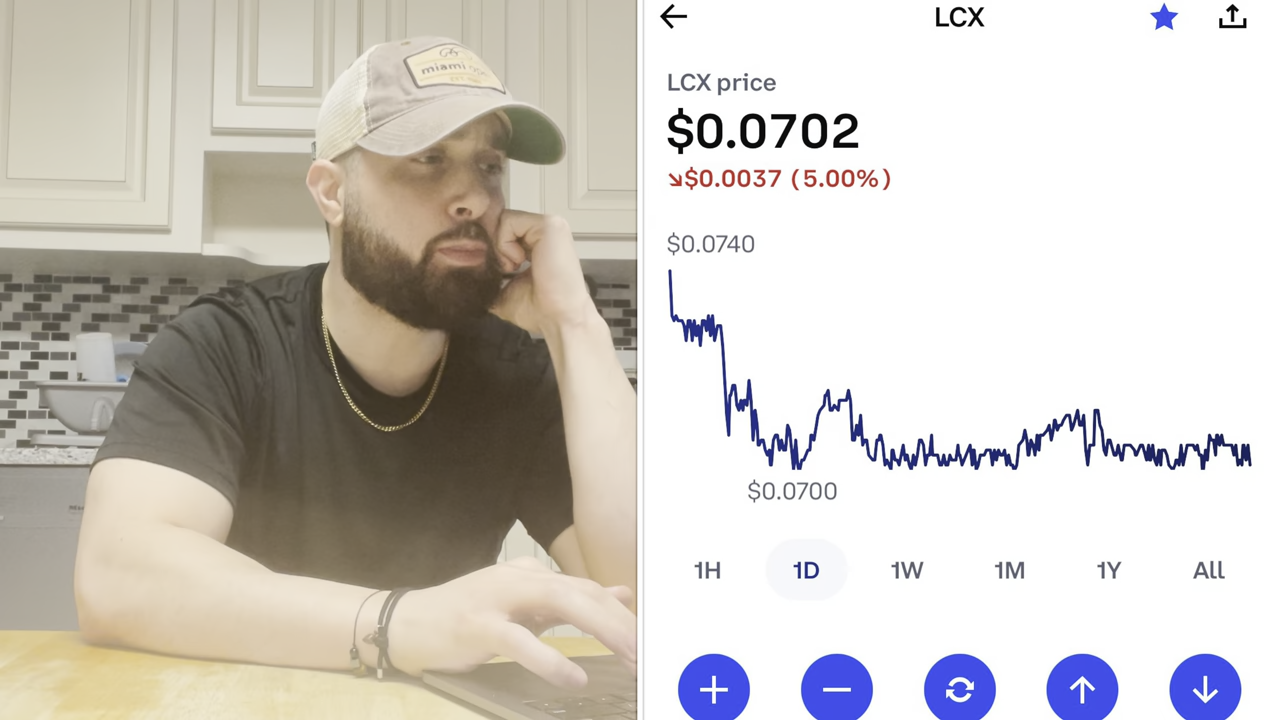 miami
LCX
LCX price
$0.0702
↘$0.0037 (5.00%)
$0.0740
$0.0700
1H 1D 1W 1M 1Y All